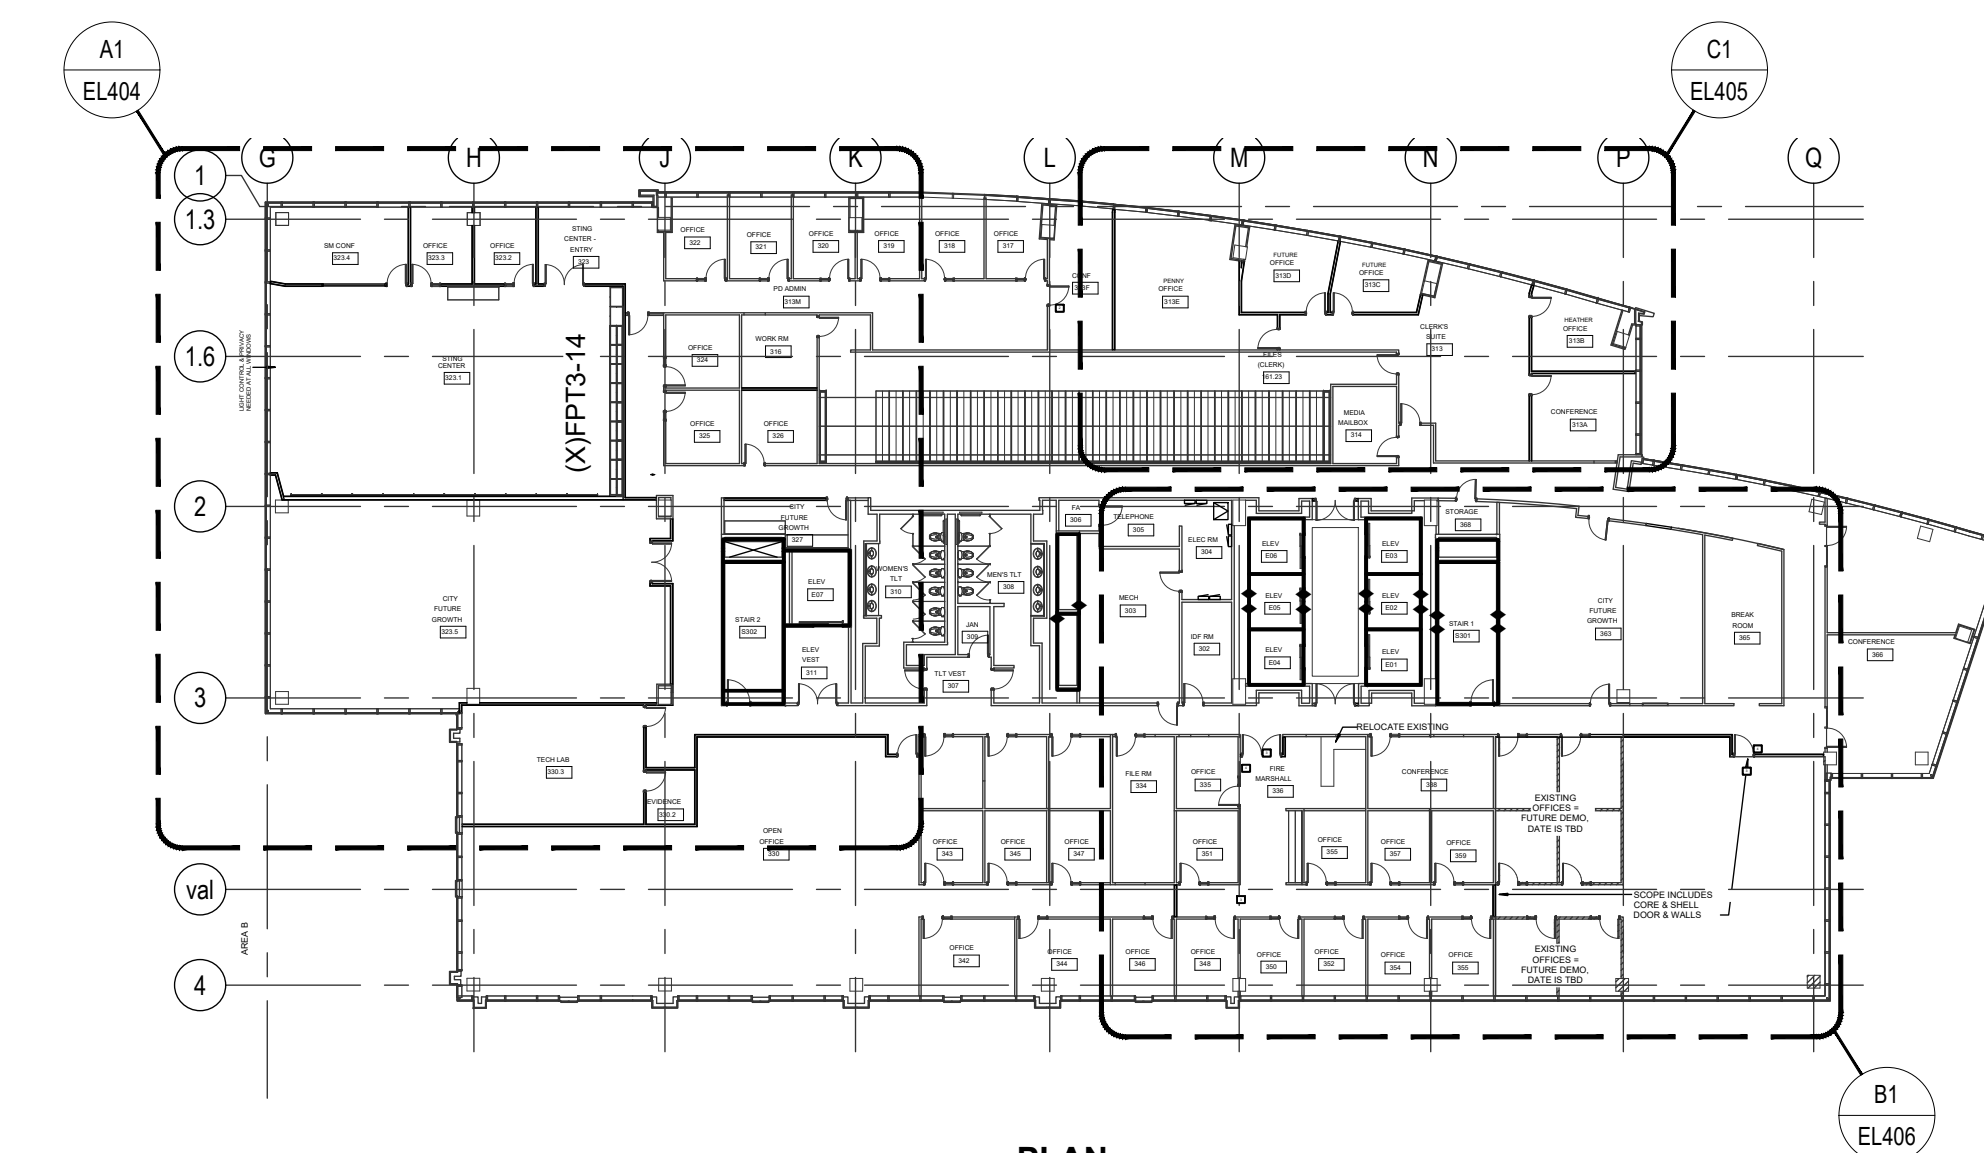 A1
EL404
C1
EL405
G
H
J
K
L
M
N
P
Q
1
1.3
1.6
2
3
val
4
SM CONF
323.4
OFFICE
323.3
OFFICE
323.2
STING
CENTER -
ENTRY
323
OFFICE
322
OFFICE
321
OFFICE
320
OFFICE
319
OFFICE
318
OFFICE
317
PD ADMIN
313M
PENNY
OFFICE
313E
FUTURE
OFFICE
313D
FUTURE
OFFICE
313C
HEATHER
OFFICE
313B
CLERK'S
SUITE
313
LIGHT CONTROL & PRIVACY
NEEDED AT ALL WINDOWS
STING
CENTER
323.1
(X)FPT3-14
OFFICE
324
WORK RM
316
(CLERK)
OFFICE
325
OFFICE
326
MEDIA
MAILBOX
314
CONFERENCE
313A
CITY
FUTURE
GROWTH
327
FA
306
TELEPHONE
305
ELEC RM
304
ELEV
E06
ELEV
E03
STORAGE
368
WOMEN'S
TLT
310
MEN'S TLT
308
ELEV
E07
MECH
303
ELEV
E05
ELEV
E02
CITY
FUTURE
GROWTH
323.5
STAIR 2
S302
JAN
309
IDF RM
302
STAIR 1
S301
CITY
FUTURE
GROWTH
363
BREAK
ROOM
365
CONFERENCE
366
ELEV
VEST
311
TLT VEST
307
ELEV
E04
ELEV
E01
RELOCATE EXISTING
TECH LAB
330.3
EVIDENCE
330.2
FILE RM
334
OFFICE
335
FIRE
MARSHALL
336
CONFERENCE
338
EXISTING
OFFICES =
FUTURE DEMO,
DATE IS TBD
OPEN
OFFICE
330
OFFICE
343
OFFICE
345
OFFICE
347
OFFICE
351
OFFICE
355
OFFICE
357
OFFICE
359
SCOPE INCLUDES
CORE & SHELL
DOOR & WALLS
AREA B
OFFICE
342
OFFICE
344
OFFICE
346
OFFICE
348
OFFICE
350
OFFICE
352
OFFICE
354
OFFICE
355
EXISTING
OFFICES =
FUTURE DEMO,
DATE IS TBD
B1
EL406
PLAN